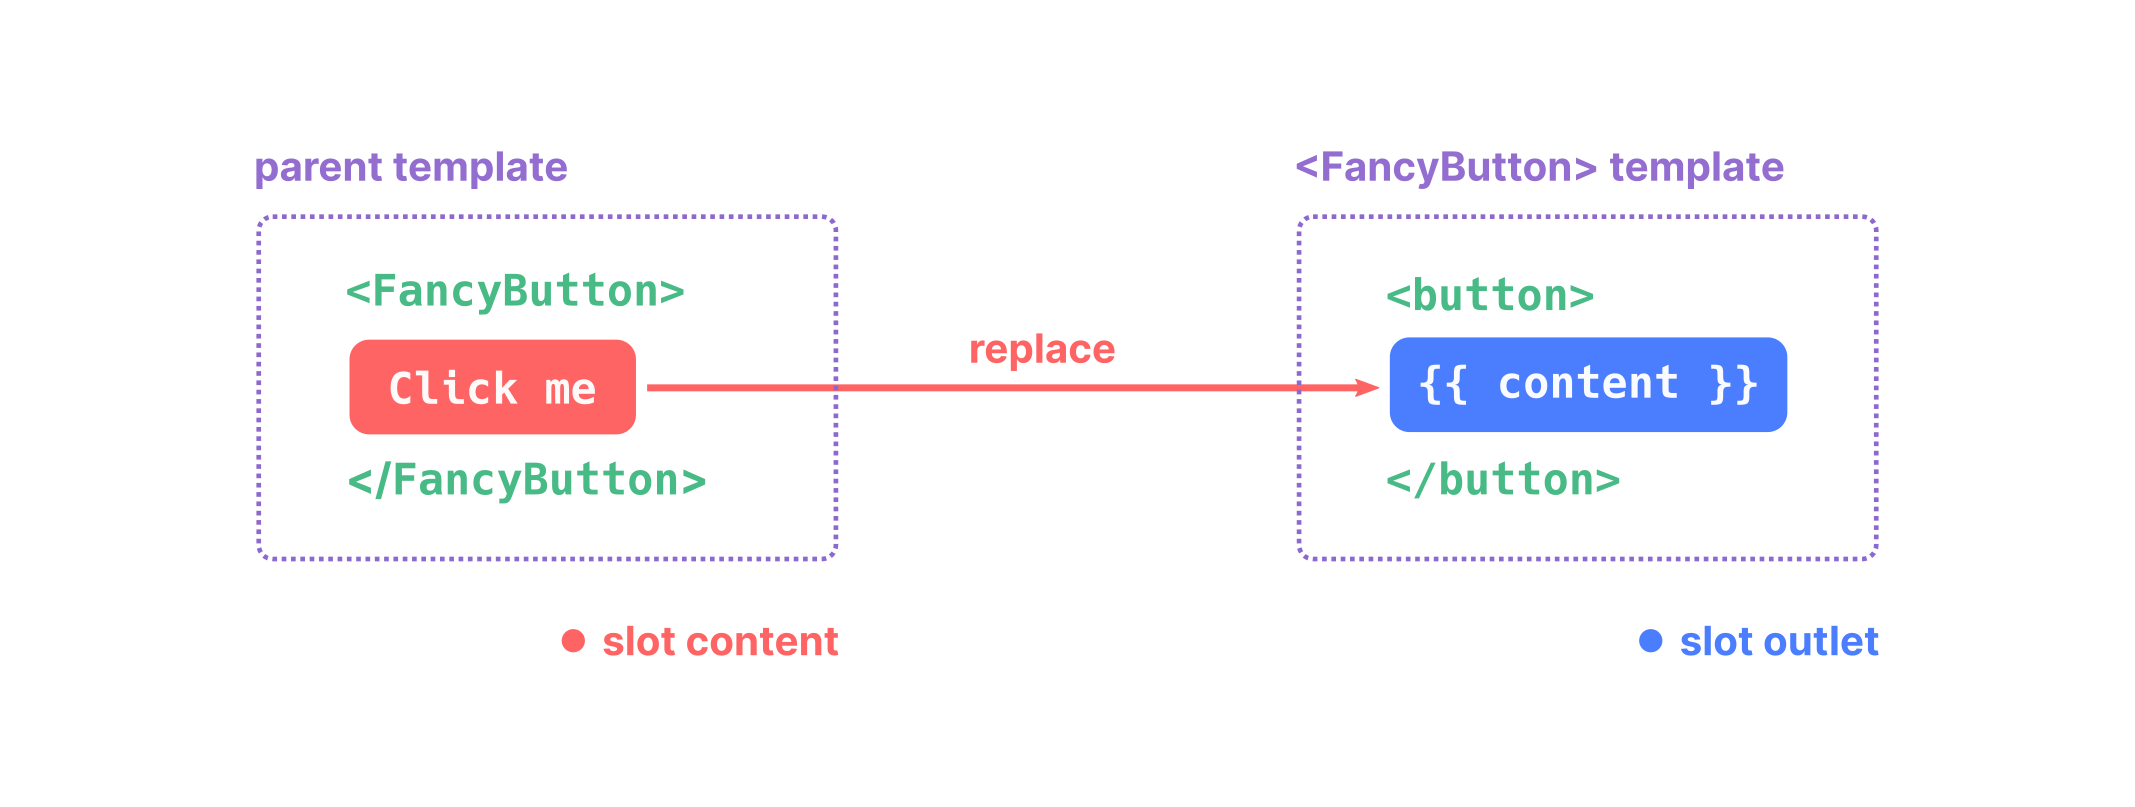 parent template
<FancyButton>
Click me
</FancyButton>
slot content
replace
<FancyButton> template
<button>
{{ content }}
</button>
slot outlet